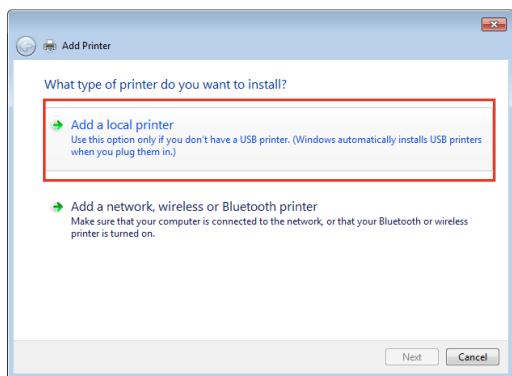 Add Printer
What type of printer do you want to install?
Add a local printer
Use this option only if you don't have a USB printer. (Windows automatically installs USB printers
when you plug them in.)
Add a network, wireless or Bluetooth printer
Make sure that your computer is connected to the network, or that your Bluetooth or wireless
printer is turned on.
Next Cancel